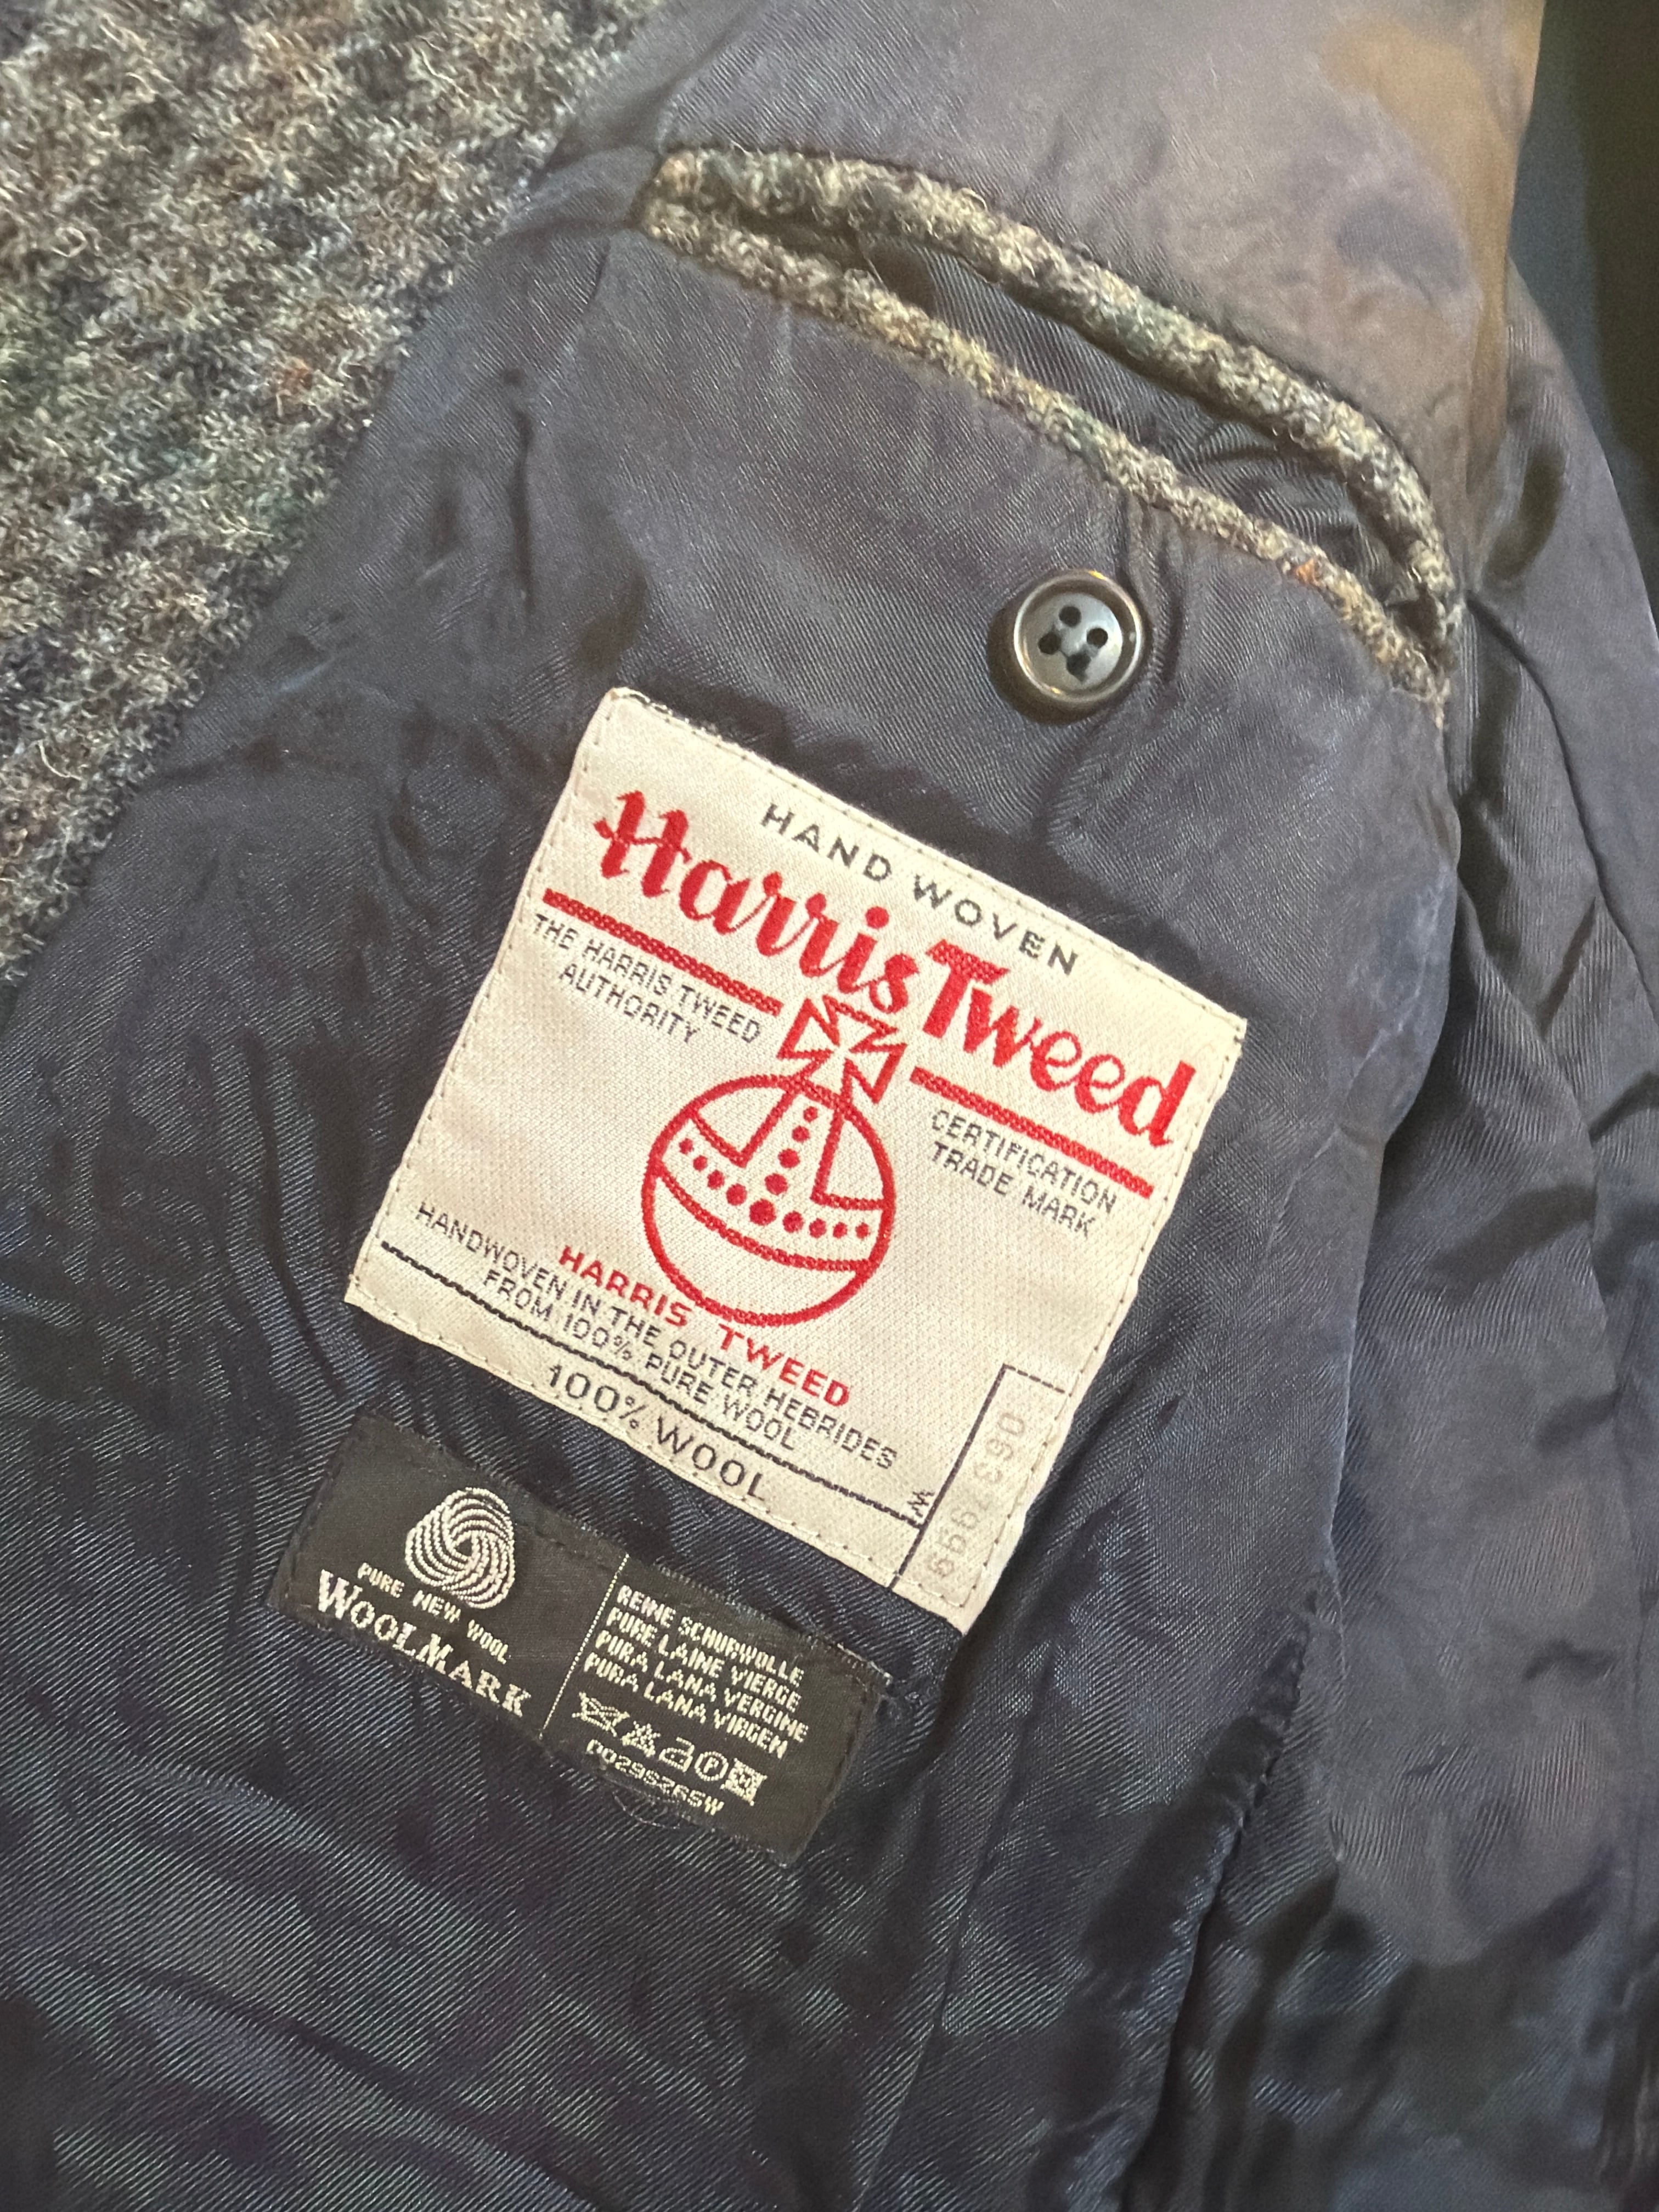 HAND WOVEN
Harris Tweed
THE HARRIS TWEED
AUTHORITY
CERTIFICATION
TRADE MARK
HARRIS TWEED
HANDWOVEN IN THE OUTER HEBRIDES
FROM 100% PURE WOOL
100% WOOL
W
PURE NEW WOOL
WOOLMARK
REINE SCHURWOLLE
PURE LAINE VIERGE
PURA LANA VERGINE
PURA LANA VIRGEN
P